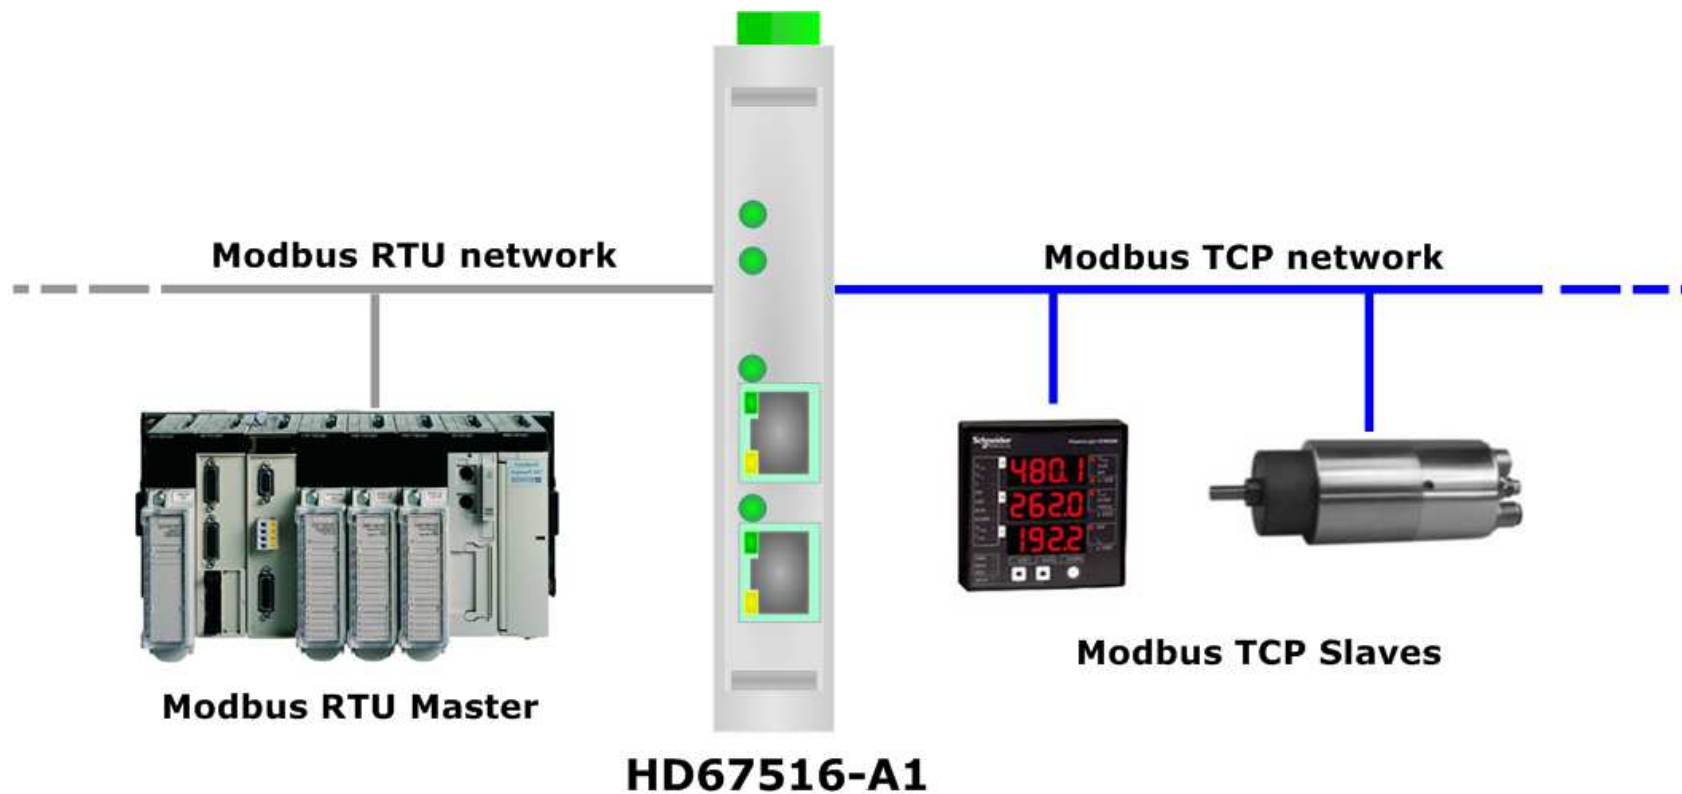 Modbus RTU network
Modbus TCP network
Schneider
480.1
262.0
192.2
Modbus TCP Slaves
Modbus RTU Master
HD67516-A1